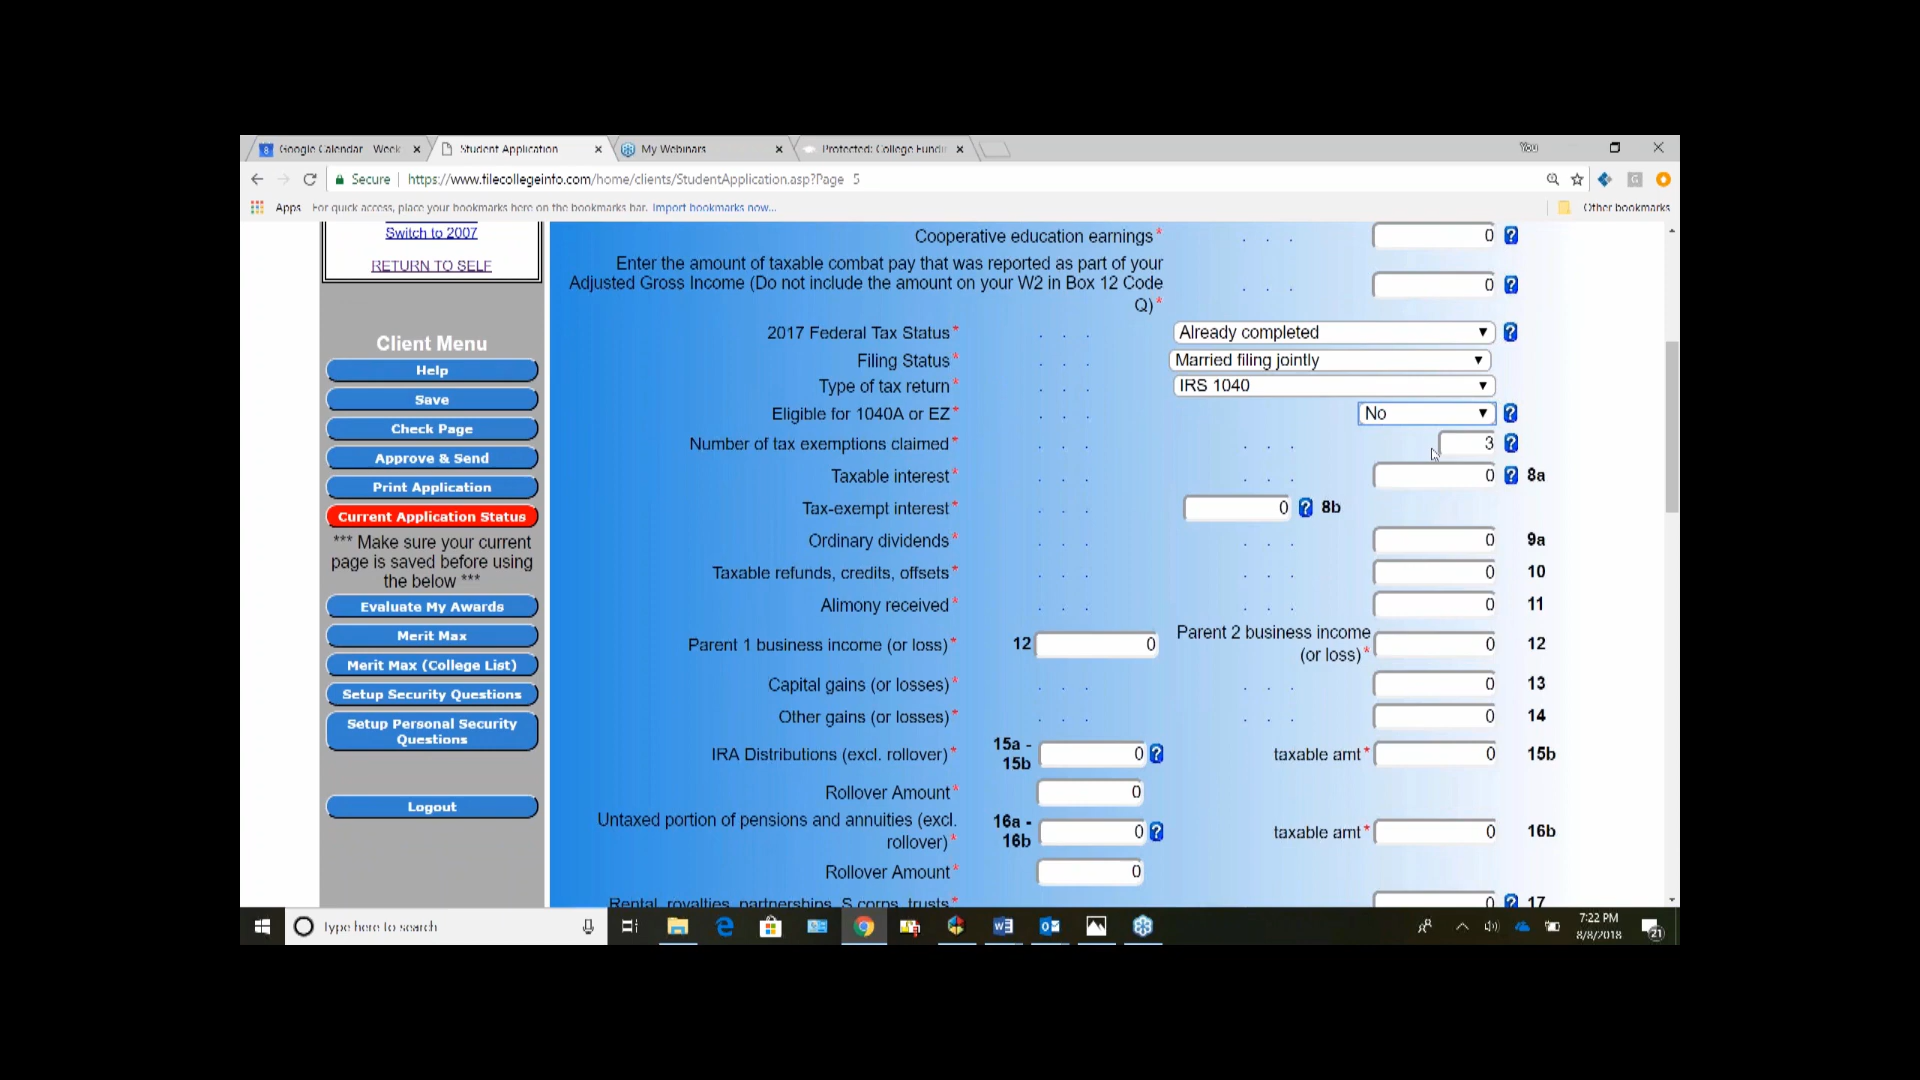 Google Calendar Week
Student Application
My Webinars
Protected: College Fundi
You
Secure | https://www.filecollegeinfo.com/home/clients/StudentApplication.asp?Page 5
Apps For quick access, place your bookmarks here on the bookmarks bar. Import bookmarks now... Other bookmarks
Switch to 2007
RETURN TO SELF
Client Menu
Help
Save
Check Page
Approve & Send
Print Application
Current Application Status
*** Make sure your current
page is saved before using
the below ***
Evaluate My Awards
Merit Max
Merit Max (College List)
Setup Security Questions
Setup Personal Security
Questions
Logout
Cooperative education earnings* . . . 0 ?
Enter the amount of taxable combat pay that was reported as part of your
Adjusted Gross Income (Do not include the amount on your W2 in Box 12 Code . . . 0 ?
Q)*
2017 Federal Tax Status* . . . Already completed ?
Filing Status* . . . Married filing jointly
Type of tax return* . . . IRS 1040
Eligible for 1040A or EZ* . . . No ?
Number of tax exemptions claimed* . . . . . . 3 ?
Taxable interest* . . . . . . 0 ? 8a
Tax-exempt interest* . . . 0 ? 8b
Ordinary dividends* . . . . . . 0 9a
Taxable refunds, credits, offsets* . . . . . . 0 10
Alimony received* . . . . . . 0 11
Parent 1 business income (or loss)* 12 0 Parent 2 business income
(or loss)* 0 12
Capital gains (or losses)* . . . . . . 0 13
Other gains (or losses)* . . . . . . 0 14
IRA Distributions (excl. rollover)* 15a -
15b 0 ? taxable amt* 0 15b
Rollover Amount* 0
Untaxed portion of pensions and annuities (excl.
rollover)* 16a -
16b 0 ? taxable amt* 0 16b
Rollover Amount* 0
Rental, royalties, partnerships, S corps, trusts* 0 ? 17
Type here to search
7:22 PM
8/8/2018
21